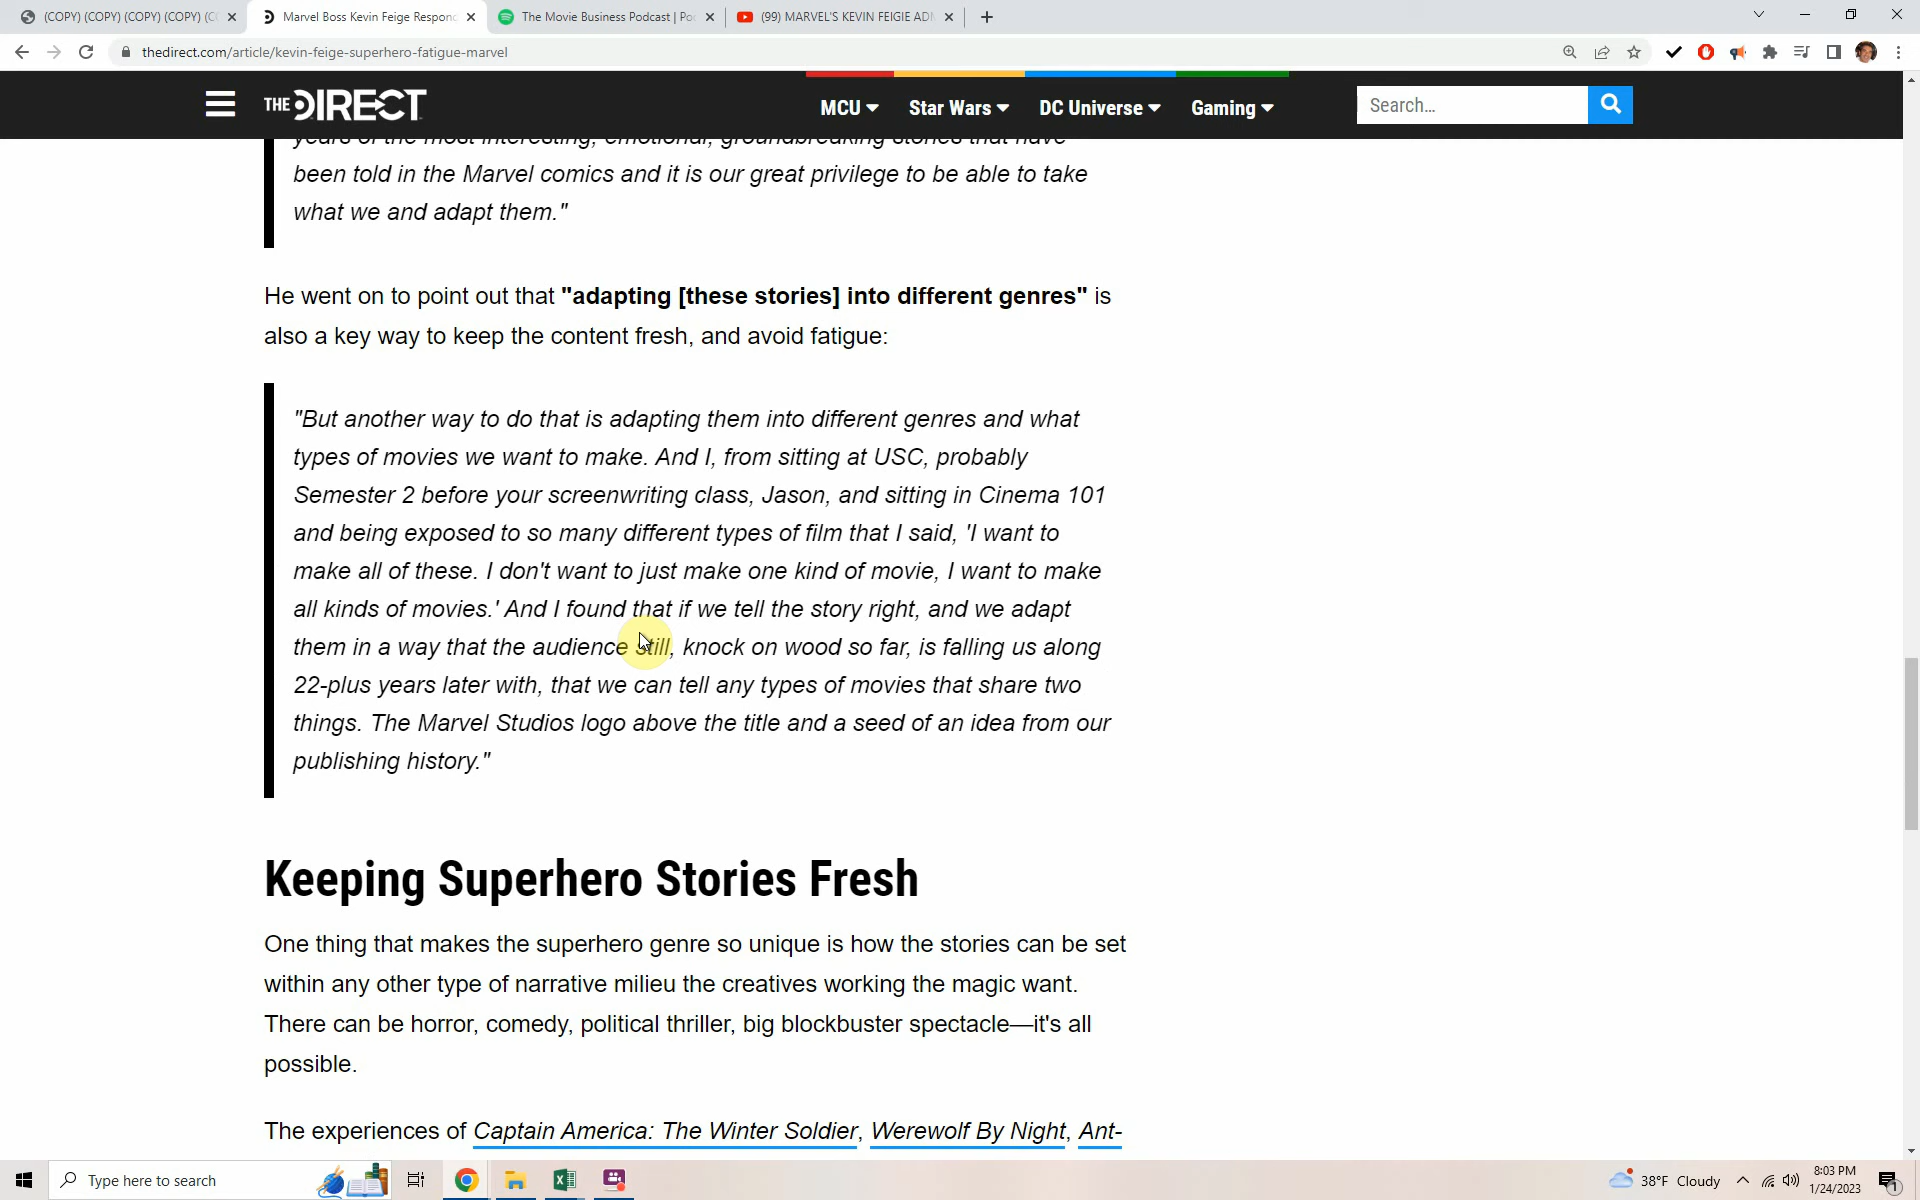 (COPY) (COPY) (COPY) (COPY) (C
Marvel Boss Kevin Feige Respon
The Movie Business Podcast | Po
(99) MARVEL'S KEVIN FEIGIE ADM
thedirect.com/article/kevin-feige-superhero-fatigue-marvel
THE DIRECT
MCU
Star Wars
DC Universe
Gaming
Search...
years of the most interesting, emotional, groundbreaking stories that have
been told in the Marvel comics and it is our great privilege to be able to take
what we and adapt them."
He went on to point out that "adapting [these stories] into different genres" is
also a key way to keep the content fresh, and avoid fatigue:
"But another way to do that is adapting them into different genres and what
types of movies we want to make. And I, from sitting at USC, probably
Semester 2 before your screenwriting class, Jason, and sitting in Cinema 101
and being exposed to so many different types of film that I said, 'I want to
make all of these. I don't want to just make one kind of movie, I want to make
all kinds of movies.' And I found that if we tell the story right, and we adapt
them in a way that the audience still, knock on wood so far, is falling us along
22-plus years later with, that we can tell any types of movies that share two
things. The Marvel Studios logo above the title and a seed of an idea from our
publishing history."
Keeping Superhero Stories Fresh
One thing that makes the superhero genre so unique is how the stories can be set
within any other type of narrative milieu the creatives working the magic want.
There can be horror, comedy, political thriller, big blockbuster spectacle—it's all
possible.
The experiences of Captain America: The Winter Soldier, Werewolf By Night, Ant-
Type here to search
38°F Cloudy
8:03 PM
1/24/2023
1